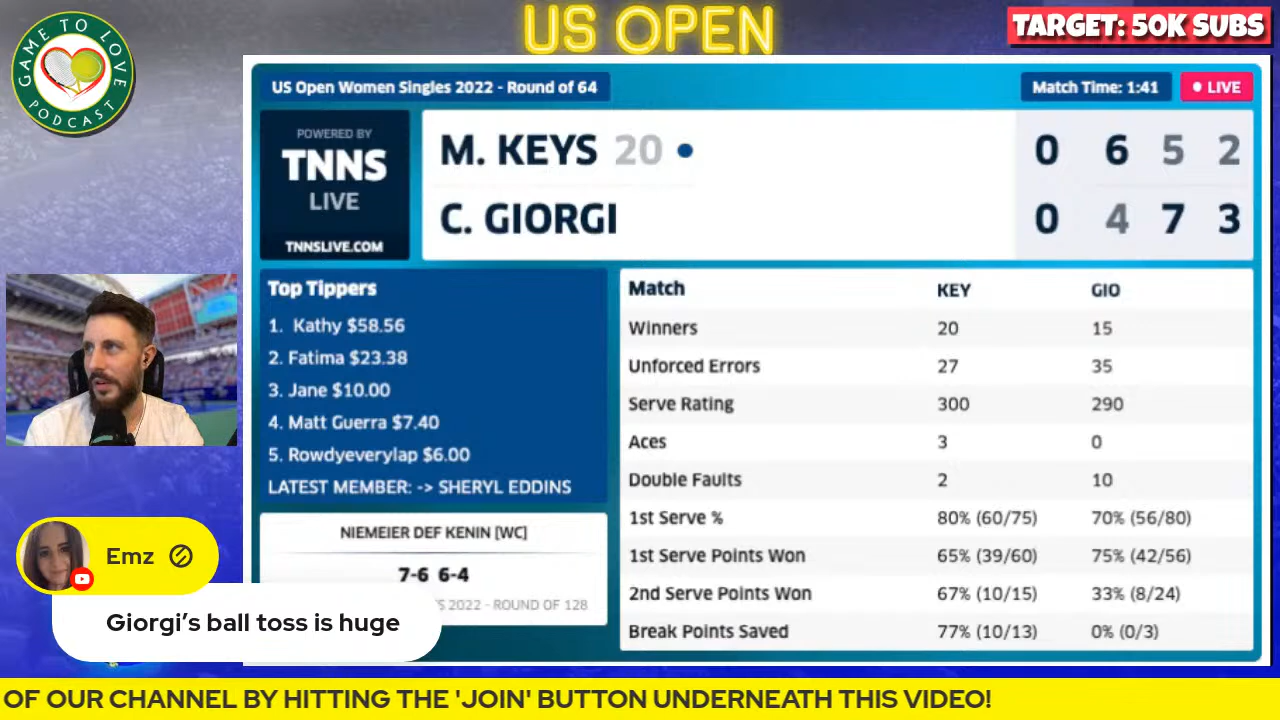 GAME TO LOVE
PODCAST
US OPEN
TARGET: 50K SUBS
US Open Women Singles 2022 - Round of 64
Match Time: 1:41
LIVE
POWERED BY
TNNS
LIVE
TNNSLIVE.COM
M. KEYS 20 0 6 5 2
C. GIORGI 0 4 7 3
Top Tippers
1. Kathy $58.56
2. Fatima $23.38
3. Jane $10.00
4. Matt Guerra $7.40
5. Rowdyeverylap $6.00
LATEST MEMBER: -> SHERYL EDDINS
NIEMEIER DEF KENIN [WC]
7-6 6-4
2022 - ROUND OF 128
Match KEY GIO
Winners 20 15
Unforced Errors 27 35
Serve Rating 300 290
Aces 3 0
Double Faults 2 10
1st Serve % 80% (60/75) 70% (56/80)
1st Serve Points Won 65% (39/60) 75% (42/56)
2nd Serve Points Won 67% (10/15) 33% (8/24)
Break Points Saved 77% (10/13) 0% (0/3)
Emz
Giorgi’s ball toss is huge
OF OUR CHANNEL BY HITTING THE 'JOIN' BUTTON UNDERNEATH THIS VIDEO!